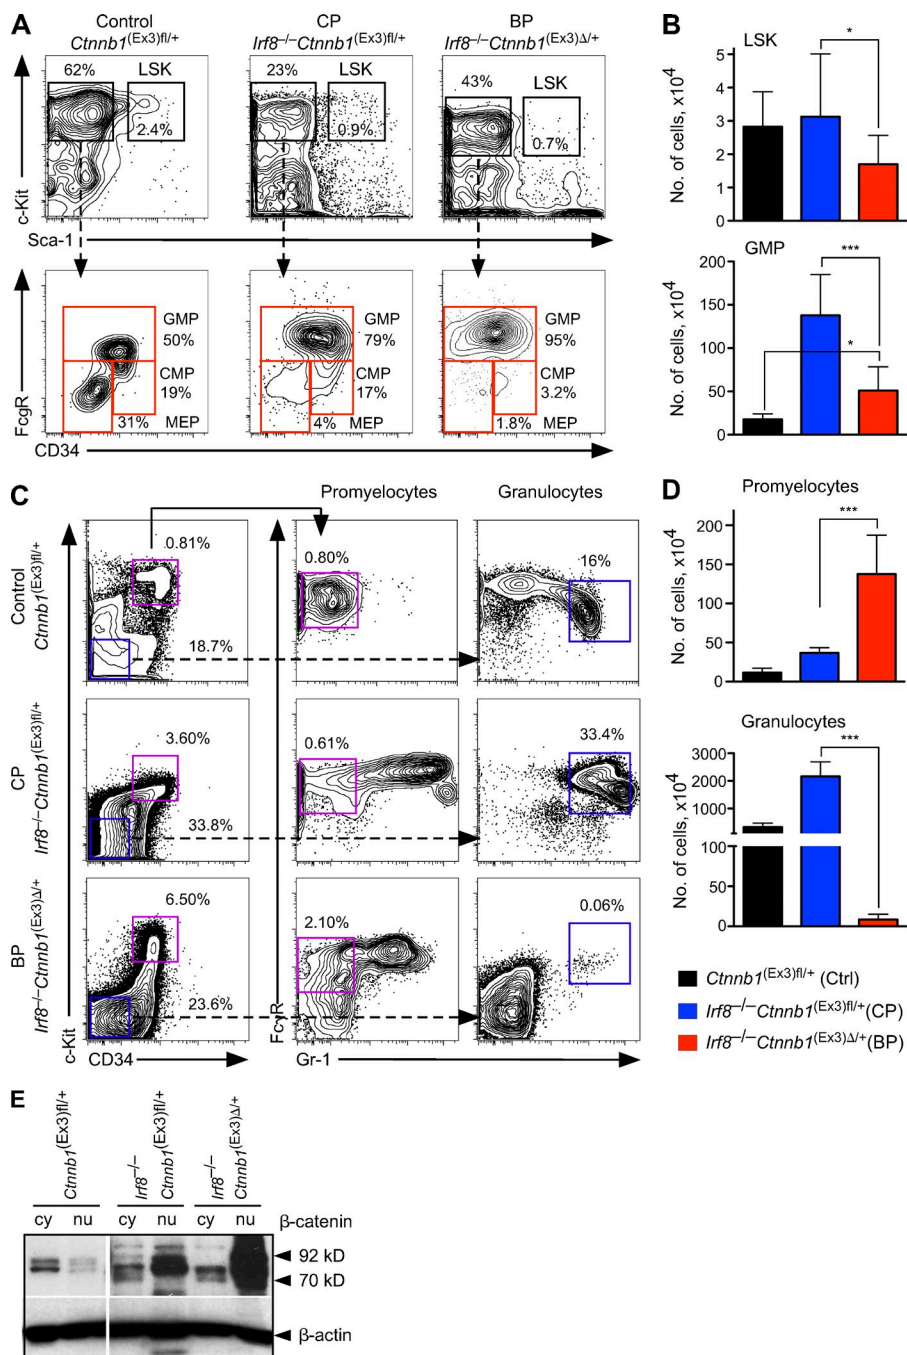 A
Control
Ctnnb1(Ex3)fl/+
CP
Irf8–/–Ctnnb1(Ex3)fl/+
BP
Irf8–/–Ctnnb1(Ex3)Δ/+
62%
LSK
2.4%
23%
LSK
0.9%
43%
LSK
0.7%
c-Kit
Sca-1
GMP
50%
CMP
19%
31%
MEP
GMP
79%
CMP
17%
4%
MEP
GMP
95%
CMP
3.2%
1.8%
MEP
FcgR
CD34
B
LSK
*
No. of cells, x104
5
4
3
2
1
0
GMP
***
*
No. of cells, x104
200
150
100
50
0
C
Promyelocytes
Granulocytes
Control
Ctnnb1(Ex3)fl/+
0.81%
18.7%
0.80%
16%
CP
Irf8–/–Ctnnb1(Ex3)fl/+
3.60%
33.8%
0.61%
33.4%
BP
Irf8–/–Ctnnb1(Ex3)Δ/+
6.50%
23.6%
2.10%
0.06%
c-Kit
CD34
FcγR
Gr-1
D
Promyelocytes
***
No. of cells, x104
200
150
100
50
0
Granulocytes
***
No. of cells, x104
3000
2000
1000
100
50
0
Ctnnb1(Ex3)fl/+ (Ctrl)
Irf8–/–Ctnnb1(Ex3)fl/+(CP)
Irf8–/–Ctnnb1(Ex3)Δ/+(BP)
E
Ctnnb1(Ex3)fl/+
Irf8–/–
Ctnnb1(Ex3)fl/+
Irf8–/–
Ctnnb1(Ex3)Δ/+
cy nu cy nu cy nu
β-catenin
92 kD
70 kD
β-actin